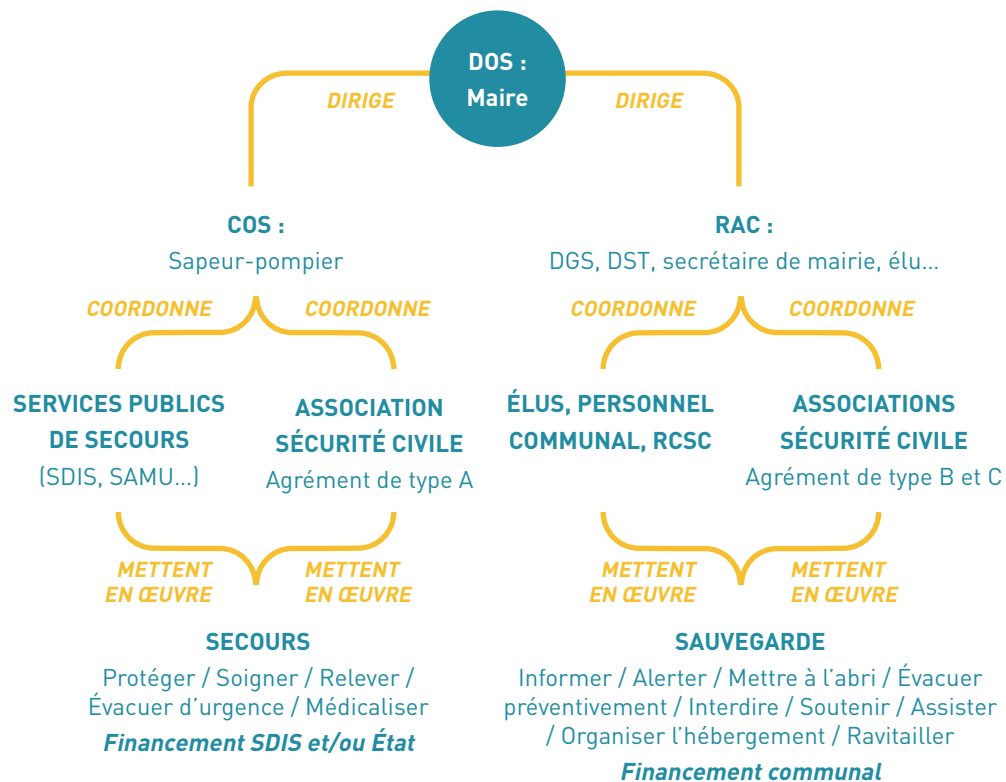 DOS :
Maire
DIRIGE
DIRIGE
COS :
Sapeur-pompier
RAC :
DGS, DST, secrétaire de mairie, élu...
COORDONNE
COORDONNE
COORDONNE
COORDONNE
SERVICES PUBLICS
DE SECOURS
(SDIS, SAMU...)
ASSOCIATION
SÉCURITÉ CIVILE
Agrément de type A
ÉLUS, PERSONNEL
COMMUNAL, RCSC
ASSOCIATIONS
SÉCURITÉ CIVILE
Agrément de type B et C
METTENT
EN ŒUVRE
METTENT
EN ŒUVRE
METTENT
EN ŒUVRE
METTENT
EN ŒUVRE
SECOURS
Protéger / Soigner / Relever /
Évacuer d’urgence / Médicaliser
Financement SDIS et/ou État
SAUVEGARDE
Informer / Alerter / Mettre à l’abri / Évacuer
préventivement / Interdire / Soutenir / Assister
/ Organiser l’hébergement / Ravitailler
Financement communal